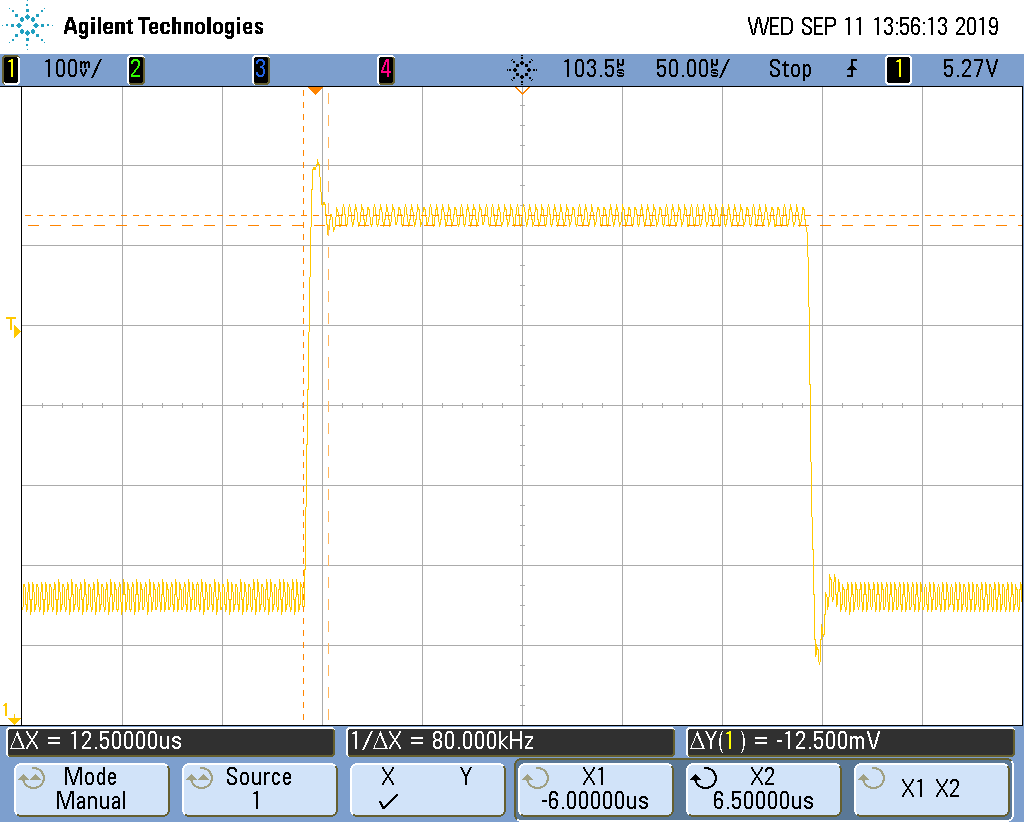 Agilent Technologies WED SEP 11 13:56:13 2019
1 100mV/ 2 3 4 103.5µs 50.00µs/ Stop 1 5.27V
T
1
ΔX = 12.50000us 1/ΔX = 80.000kHz ΔY(1) = -12.500mV
Mode Source X Y X1 X2 X1 X2
Manual 1 ✓ -6.00000us 6.50000us